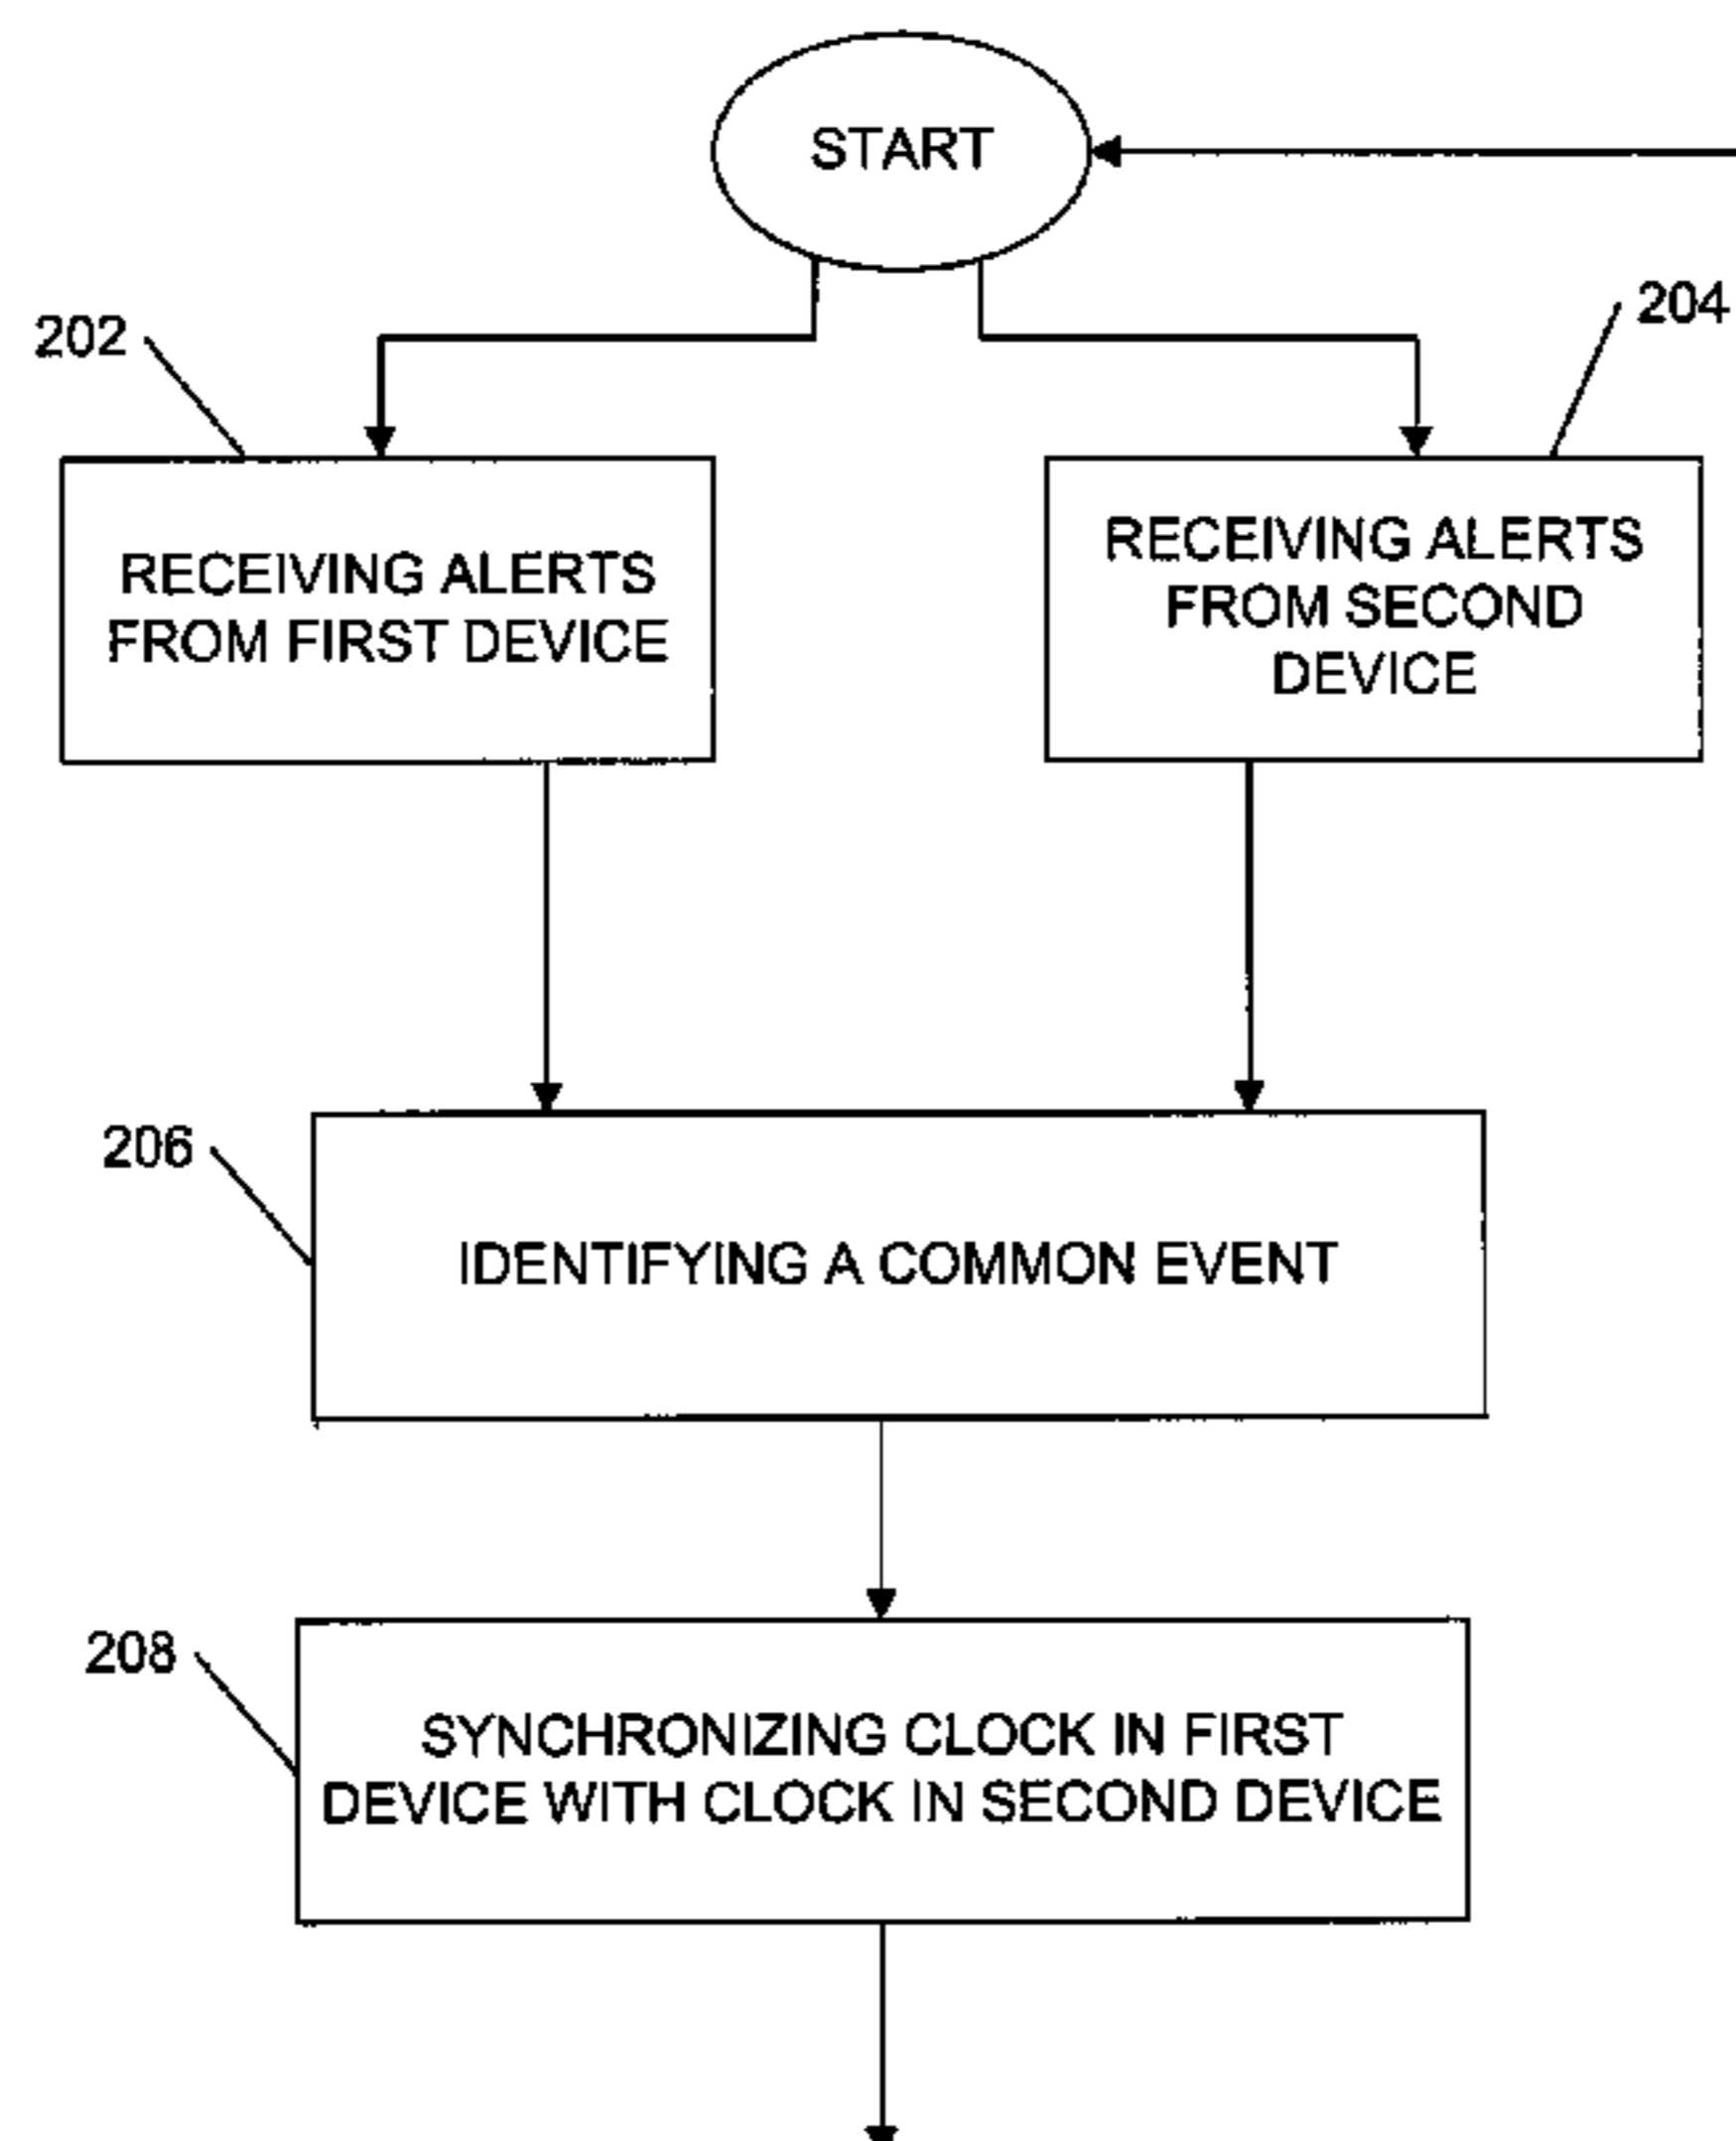 START
202
204
RECEIVING ALERTS
FROM FIRST DEVICE
RECEIVING ALERTS
FROM SECOND
DEVICE
206
IDENTIFYING A COMMON EVENT
208
SYNCHRONIZING CLOCK IN FIRST
DEVICE WITH CLOCK IN SECOND DEVICE